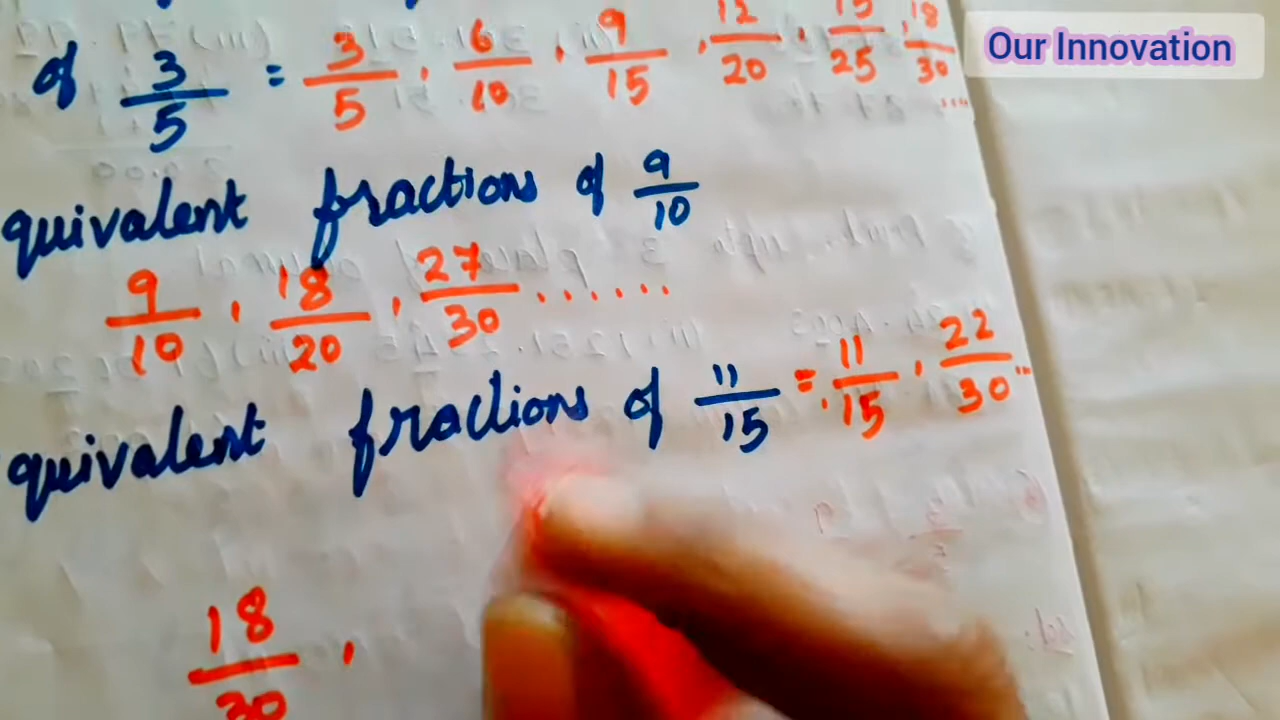 Our Innovation
of 3/5 = 3/5, 6/10, 9/15, 12/20, 15/25, 18/30 ....
quivalent fractions of 9/10
9/10, 18/20, 27/30 ......
quivalent fractions of 11/15 = 11/15, 22/30 ...
18/30,